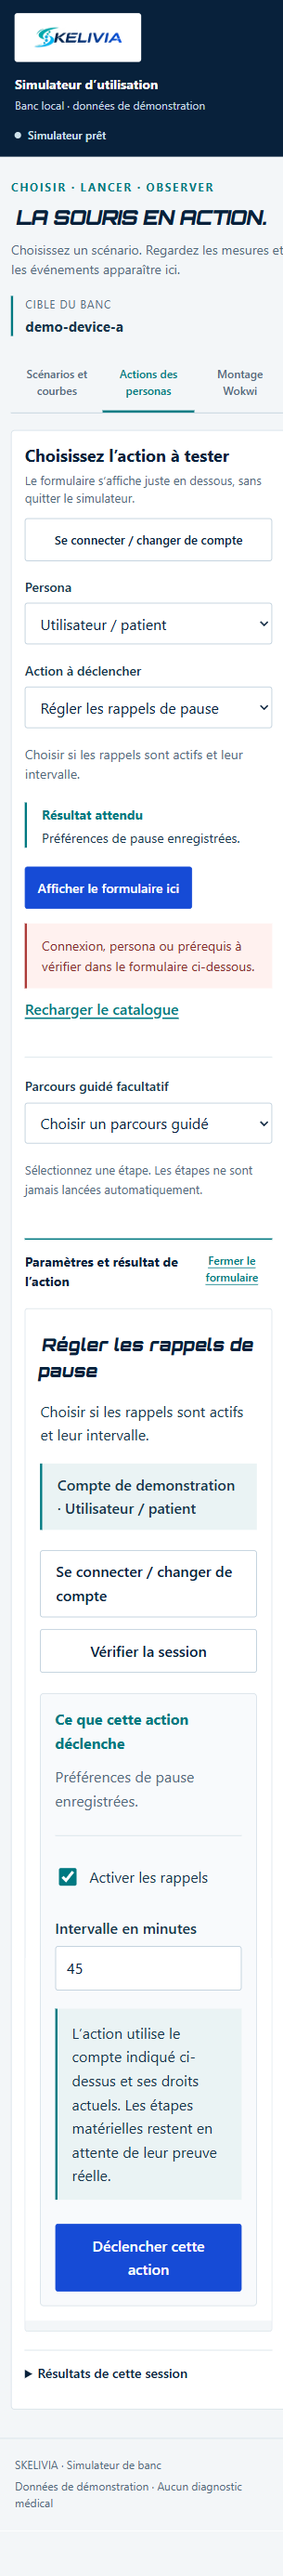 SKELIVIA
Simulateur d’utilisation
Banc local · données de démonstration
Simulateur prêt
CHOISIR · LANCER · OBSERVER
LA SOURIS EN ACTION.
Choisissez un scénario. Regardez les mesures et
les événements apparaître ici.
CIBLE DU BANC
demo-device-a
Scénarios et
courbes
Actions des
personas
Montage
Wokwi
Choisissez l’action à tester
Le formulaire s’affiche juste en dessous, sans
quitter le simulateur.
Se connecter / changer de compte
Persona
Utilisateur / patient
Action à déclencher
Régler les rappels de pause
Choisir si les rappels sont actifs et leur
intervalle.
Résultat attendu
Préférences de pause enregistrées.
Afficher le formulaire ici
Connexion, persona ou prérequis à
vérifier dans le formulaire ci-dessous.
Recharger le catalogue
Parcours guidé facultatif
Choisir un parcours guidé
Sélectionnez une étape. Les étapes ne sont
jamais lancées automatiquement.
Paramètres et résultat de
l’action
Fermer le
formulaire
Régler les rappels de
pause
Choisir si les rappels sont actifs
et leur intervalle.
Compte de demonstration
· Utilisateur / patient
Se connecter / changer de
compte
Vérifier la session
Ce que cette action
déclenche
Préférences de pause
enregistrées.
Activer les rappels
Intervalle en minutes
45
L’action utilise le
compte indiqué ci-
dessus et ses droits
actuels. Les étapes
matérielles restent en
attente de leur preuve
réelle.
Déclencher cette
action
Résultats de cette session
SKELIVIA · Simulateur de banc
Données de démonstration · Aucun diagnostic
médical